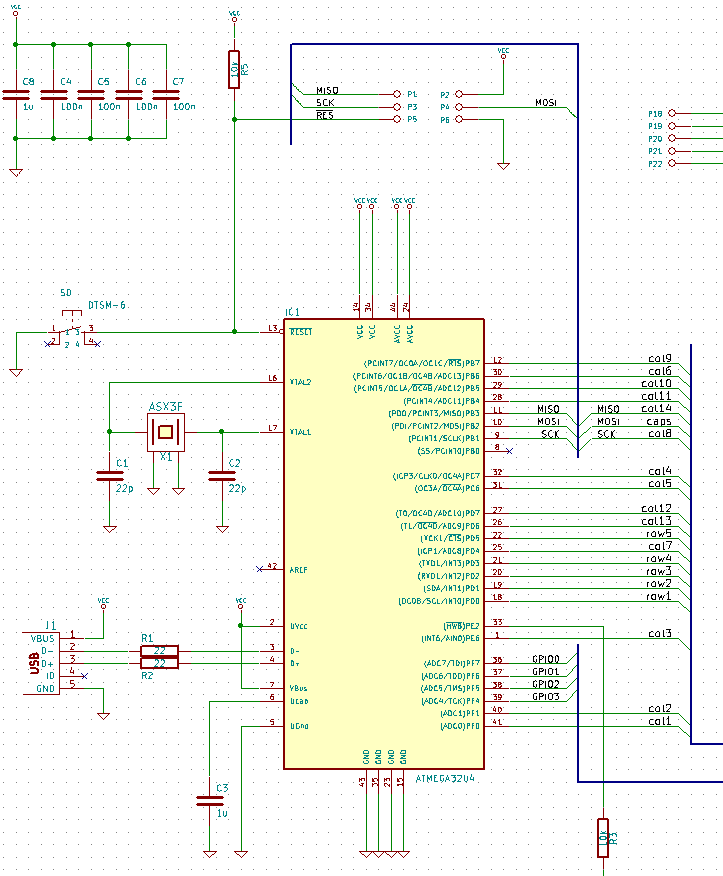 VCC
C8
1u
C4
100n
C5
100n
C6
100n
C7
100n
VCC
10k
R5
MISO
SCK
RES
P1
P3
P5
P2
P4
P6
VCC
MOSI
P18
P19
P20
P21
P22
VCC
VCC
VCC
VCC
14
34
44
24
VCC
VCC
AVCC
AVCC
SD
DTSM-6
1
1
3
3
2
2
4
4
IC1
13
RESET
16
XTAL2
17
XTAL1
ASX3F
X1
C1
22p
C2
22p
42
AREF
VCC
VCC
2
UVCC
3
D-
4
D+
7
VBus
6
UCap
5
UGnd
J1
USB
VBUS
1
D-
2
D+
3
ID
4
GND
5
R1
22
22
R2
C3
1u
(PCINT7/OC0A/OC1C/RTS)PB7
12
col9
(PCINT6/OC1B/OC4B/ADC13)PB6
30
col6
(PCINT5/OC1A/OC4B/ADC12)PB5
29
col10
(PCINT4/ADC11)PB4
28
col11
(PDO/PCINT3/MISO)PB3
11
MISO
MISO
col14
(PDI/PCINT2/MOSI)PB2
10
MOSI
MOSI
caps
(PCINT1/SCLK)PB1
9
SCK
SCK
col8
(SS/PCINT0)PB0
8
(ICP3/CLK0/OC4A)PC7
32
col4
(OC3A/OC4A)PC6
31
col5
(T0/OC4D/ADC10)PD7
27
col12
(T1/OC4D/ADC9)PD6
26
col13
(XCK1/CTS)PD5
22
row5
(ICP1/ADC8)PD4
25
col7
(TXD1/INT3)PD3
21
row4
(RXD1/INT2)PD2
20
row3
(SDA/INT1)PD1
19
row2
(OC0B/SCL/INT0)PD0
18
row1
(HWB)PE2
33
(INT6/AIN0)PE6
1
col3
(ADC7/TDI)PF7
36
GPIO0
(ADC6/TDO)PF6
37
GPIO1
(ADC5/TMS)PF5
38
GPIO2
(ADC4/TCK)PF4
39
GPIO3
(ADC1)PF1
40
col2
(ADC0)PF0
41
col1
GND
GND
GND
GND
43
35
23
15
ATMEGA32U4
10k
R3